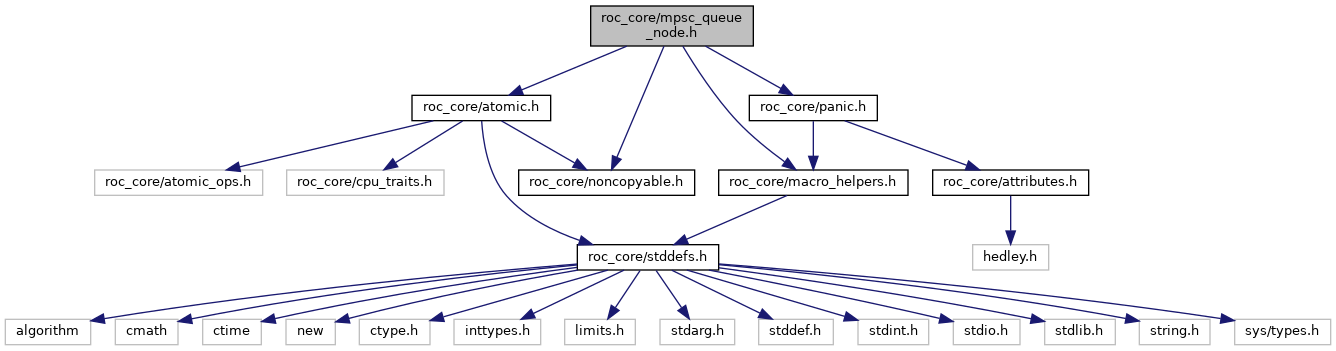 roc_core/mpsc_queue
_node.h
roc_core/atomic.h
roc_core/panic.h
roc_core/atomic_ops.h
roc_core/cpu_traits.h
roc_core/noncopyable.h
roc_core/macro_helpers.h
roc_core/attributes.h
roc_core/stddefs.h
hedley.h
algorithm
cmath
ctime
new
ctype.h
inttypes.h
limits.h
stdarg.h
stddef.h
stdint.h
stdio.h
stdlib.h
string.h
sys/types.h